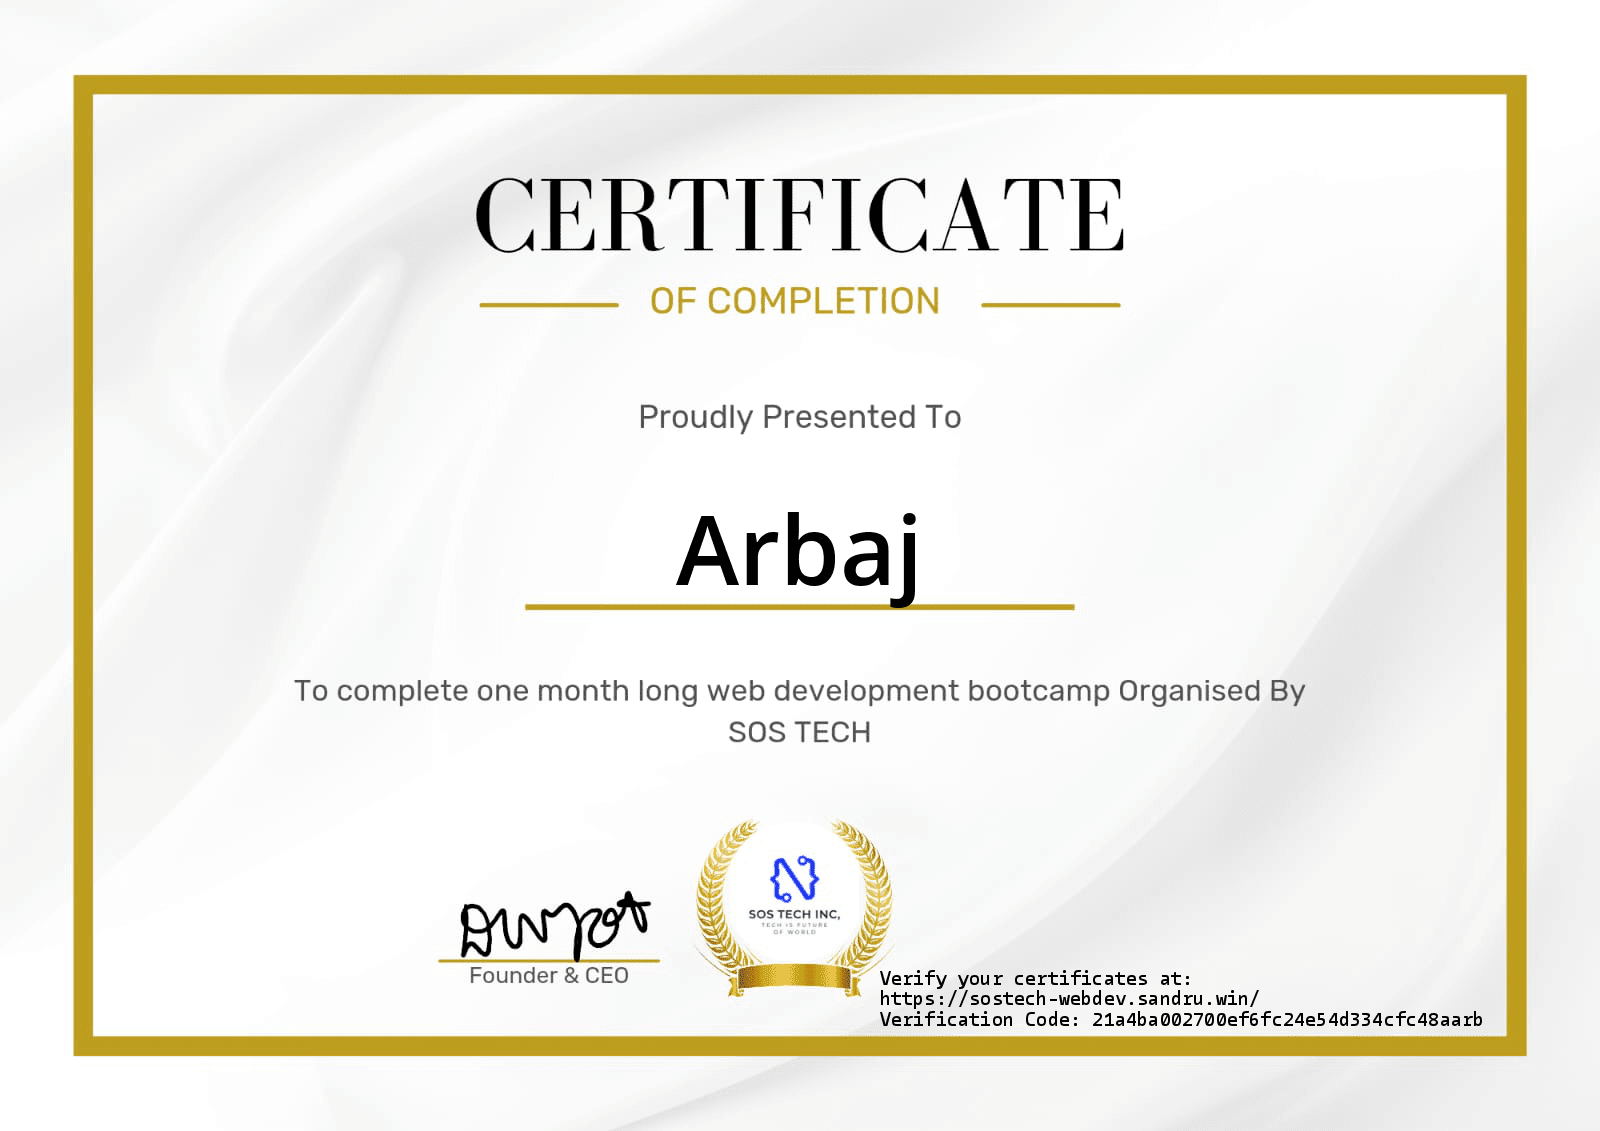 CERTIFICATE
OF COMPLETION
Proudly Presented To
Arbaj
To complete one month long web development bootcamp Organised By
SOS TECH
Founder & CEO
SOS TECH INC,
TECH IS FUTURE
OF WORLD
Verify your certificates at:
https://sostech-webdev.sandru.win/
Verification Code: 21a4ba002700ef6fc24e54d334cfc48aarb